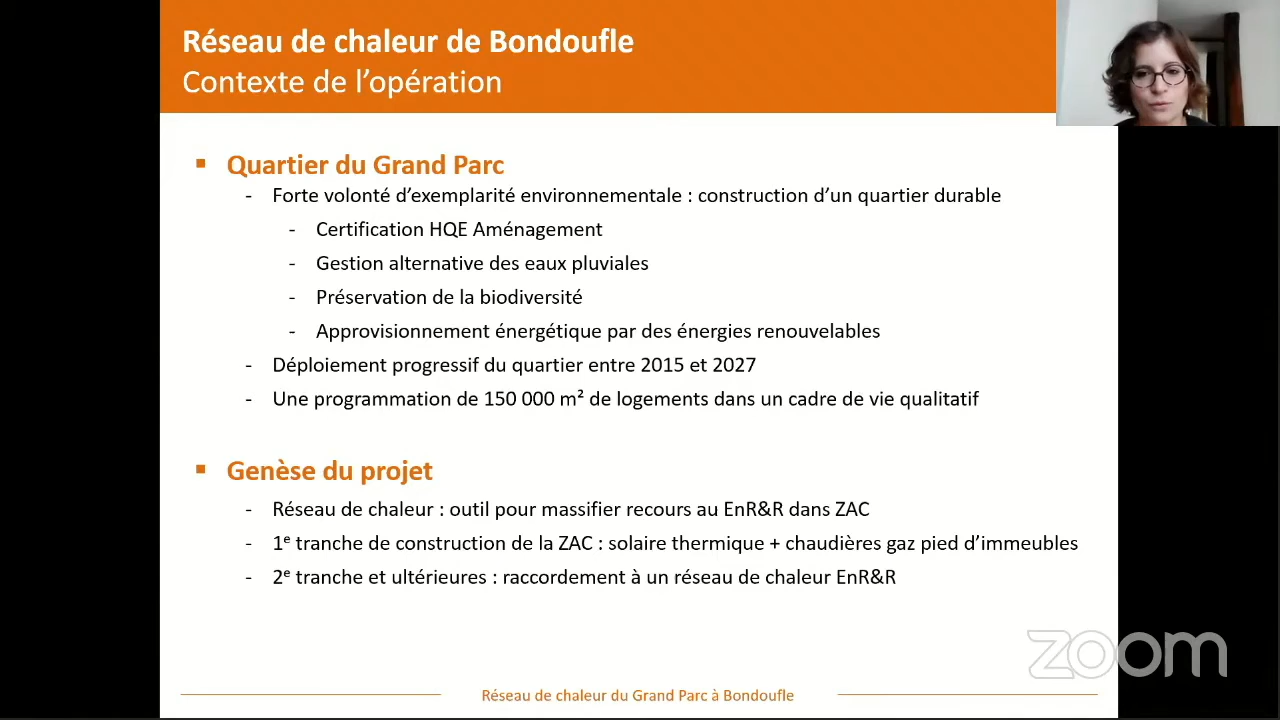 Réseau de chaleur de Bondoufle
Contexte de l'opération
▪ Quartier du Grand Parc
- Forte volonté d'exemplarité environnementale : construction d'un quartier durable
- Certification HQE Aménagement
- Gestion alternative des eaux pluviales
- Préservation de la biodiversité
- Approvisionnement énergétique par des énergies renouvelables
- Déploiement progressif du quartier entre 2015 et 2027
- Une programmation de 150 000 m² de logements dans un cadre de vie qualitatif
▪ Genèse du projet
- Réseau de chaleur : outil pour massifier recours au EnR&R dans ZAC
- 1ᵉ tranche de construction de la ZAC : solaire thermique + chaudières gaz pied d'immeubles
- 2ᵉ tranche et ultérieures : raccordement à un réseau de chaleur EnR&R
zoom
Réseau de chaleur du Grand Parc à Bondoufle